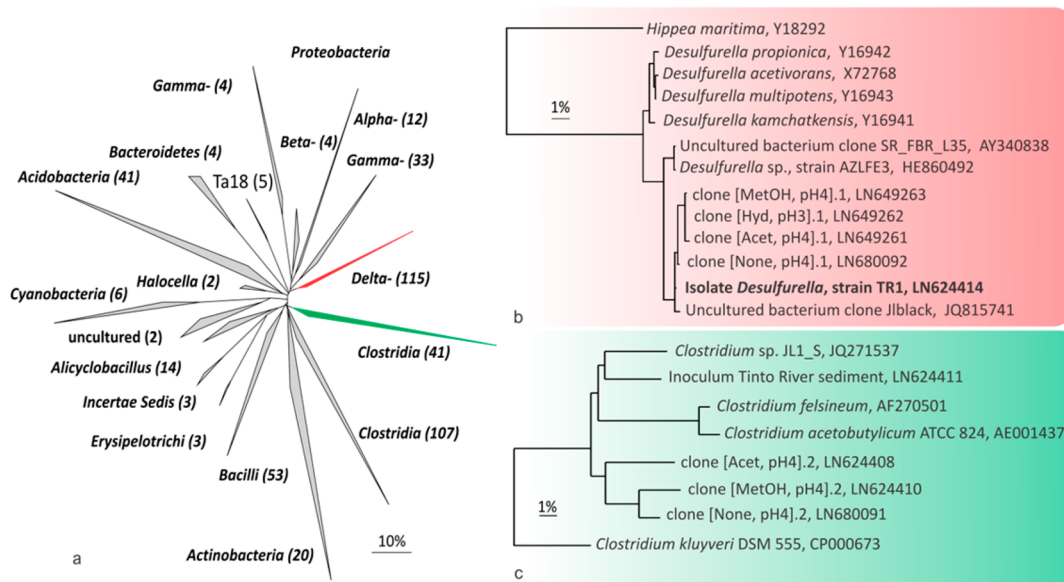 Proteobacteria
Gamma- (4)
Alpha- (12)
Beta- (4)
Gamma- (33)
Bacteroidetes (4)
Ta18 (5)
Acidobacteria (41)
Delta- (115)
Halocella (2)
Cyanobacteria (6)
uncultured (2)
Clostridia (41)
Alicyclobacillus (14)
Incertae Sedis (3)
Erysipelotrichi (3)
Clostridia (107)
Bacilli (53)
Actinobacteria (20)
10%
a
Hippea maritima, Y18292
Desulfurella propionica, Y16942
Desulfurella acetivorans, X72768
Desulfurella multipotens, Y16943
Desulfurella kamchatkensis, Y16941
1%
Uncultured bacterium clone SR_FBR_L35, AY340838
Desulfurella sp., strain AZLFE3, HE860492
clone [MetOH, pH4].1, LN649263
clone [Hyd, pH3].1, LN649262
clone [Acet, pH4].1, LN649261
clone [None, pH4].1, LN680092
Isolate Desulfurella, strain TR1, LN624414
Uncultured bacterium clone Jlblack, JQ815741
b
Clostridium sp. JL1_S, JQ271537
Inoculum Tinto River sediment, LN624411
Clostridium felsineum, AF270501
Clostridium acetobutylicum ATCC 824, AE001437
clone [Acet, pH4].2, LN624408
clone [MetOH, pH4].2, LN624410
clone [None, pH4].2, LN680091
1%
Clostridium kluyveri DSM 555, CP000673
c